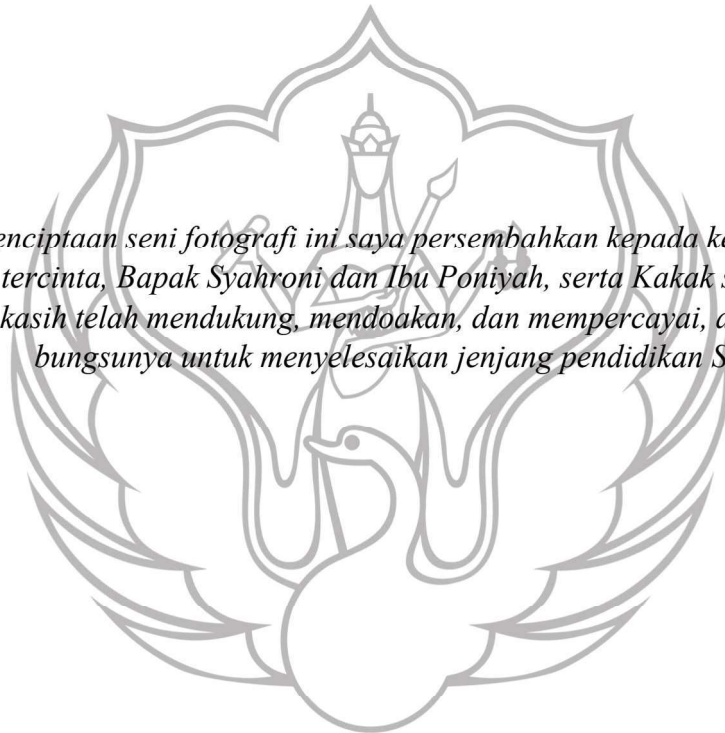 enciptaan seni fotografi ini saya persembahkan kepada k
tercinta, Bapak Syahroni dan Ibu Poniyah, serta Kakak s
kasih telah mendukung, mendoakan, dan mempercayai, a
bungsunya untuk menyelesaikan jenjang pendidikan S